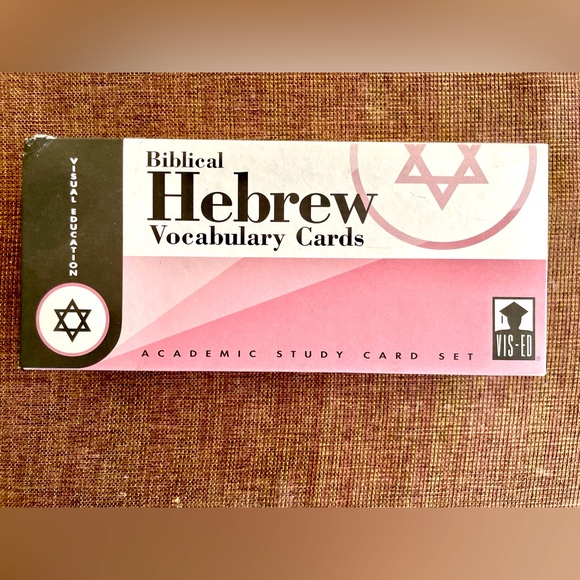 VISUAL EDUCATION
Biblical
Hebrew
Vocabulary Cards
ACADEMIC STUDY CARD SET
VIS-ED
®